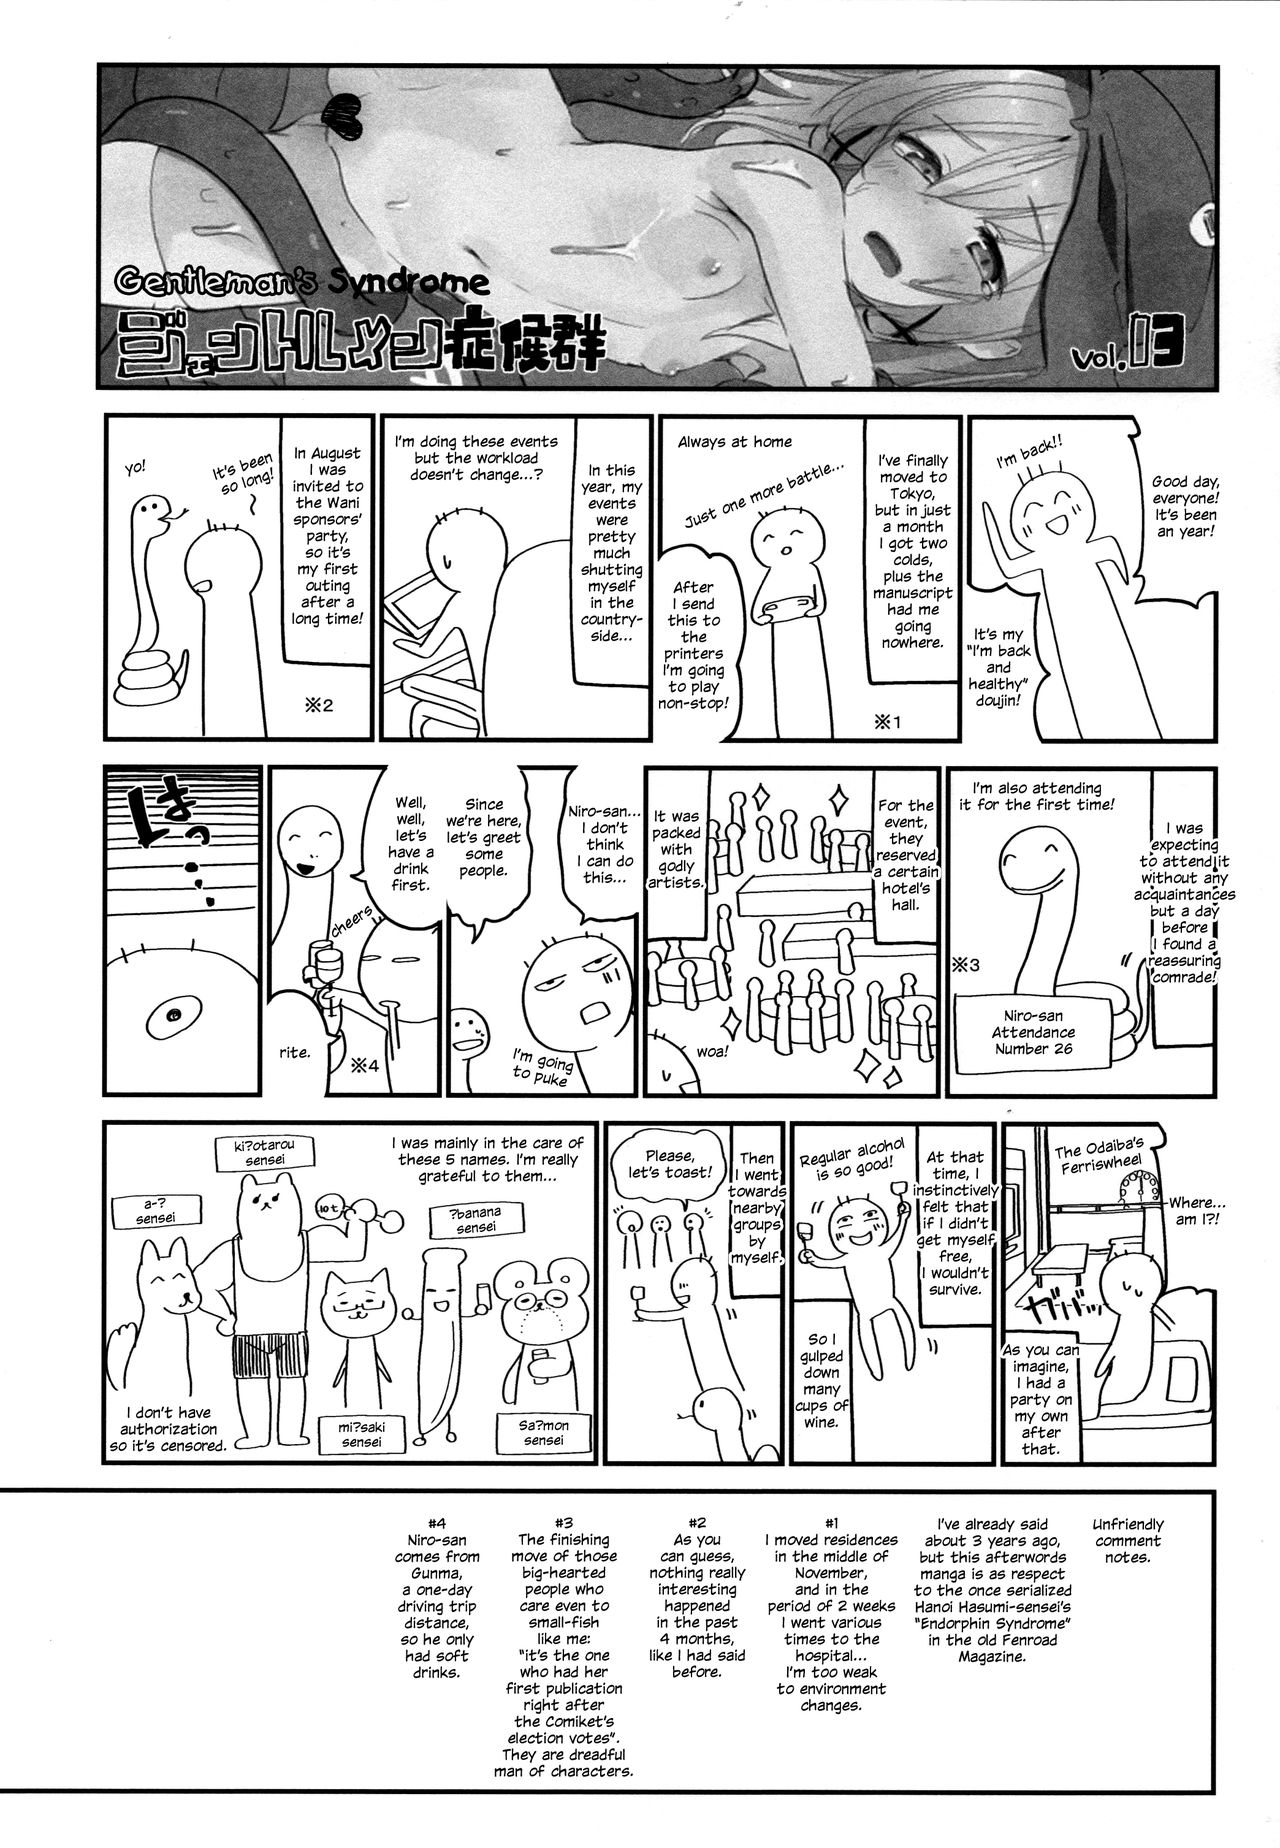 Gentleman's Syndrome
ジェントルメン症候群
vol.13
I'm back!!
Good day,
everyone!
It's been
an year!
It's my
"I'm back
and
healthy"
doujin!
I've finally
moved to
Tokyo,
but in just
a month
I got two
colds,
plus the
manuscript
had me
going
nowhere.
Always at home
Just one more battle...
After
I send
this to
the
printers
I'm going
to play
non-stop!
※1
In this
year, my
events
were
pretty
much
shutting
myself
in the
country-
side...
I'm doing these events
but the workload
doesn't change...?
In August
I was
invited to
the Wani
sponsors'
party,
so it's
my first
outing
after a
long time!
It's been
so long!
yo!
※2
I was
expecting
to attend it
without any
acquaintances
but a day
before
I found a
reassuring
comrade!
I'm also attending
it for the first time!
※3
Niro-san
Attendance
Number 26
For the
event,
they
reserved
a certain
hotel's
hall.
It was
packed
with
godly
artists.
woa!
Niro-san...
I don't
think
I can do
this...
I'm going
to puke
Since
we're here,
let's greet
some
people.
Well,
well,
let's
have a
drink
first.
cheers
rite.
※4
はっ・・・
The Odaiba's
Ferriswheel
Where...
am I?!
ガバッ
As you can
imagine,
I had a
party on
my own
after
that.
At that
time, I
instinctively
felt that
if I didn't
get myself
free,
I wouldn't
survive.
Regular alcohol
is so good!
So I
gulped
down
many
cups of
wine.
Then
I went
towards
nearby
groups
by
myself.
Please,
let's toast!
I was mainly in the care of
these 5 names. I'm really
grateful to them...
ki?otarou
sensei
a-?
sensei
10t
?banana
sensei
mi?saki
sensei
Sa?mon
sensei
I don't have
authorization
so it's censored.
Unfriendly
comment
notes.
I've already said
about 3 years ago,
but this afterwords
manga is as respect
to the once serialized
Hanoi Hasumi-sensei's
"Endorphin Syndrome"
in the old Fenroad
Magazine.
#1
I moved residences
in the middle of
November,
and in the
period of 2 weeks
I went various
times to the
hospital...
I'm too weak
to environment
changes.
#2
As you
can guess,
nothing really
interesting
happened
in the past
4 months,
like I had said
before.
#3
The finishing
move of those
big-hearted
people who
care even to
small-fish
like me:
"it's the one
who had her
first publication
right after
the Comiket's
election votes".
They are dreadful
man of characters.
#4
Niro-san
comes from
Gunma,
a one-day
driving trip
distance,
so he only
had soft
drinks.